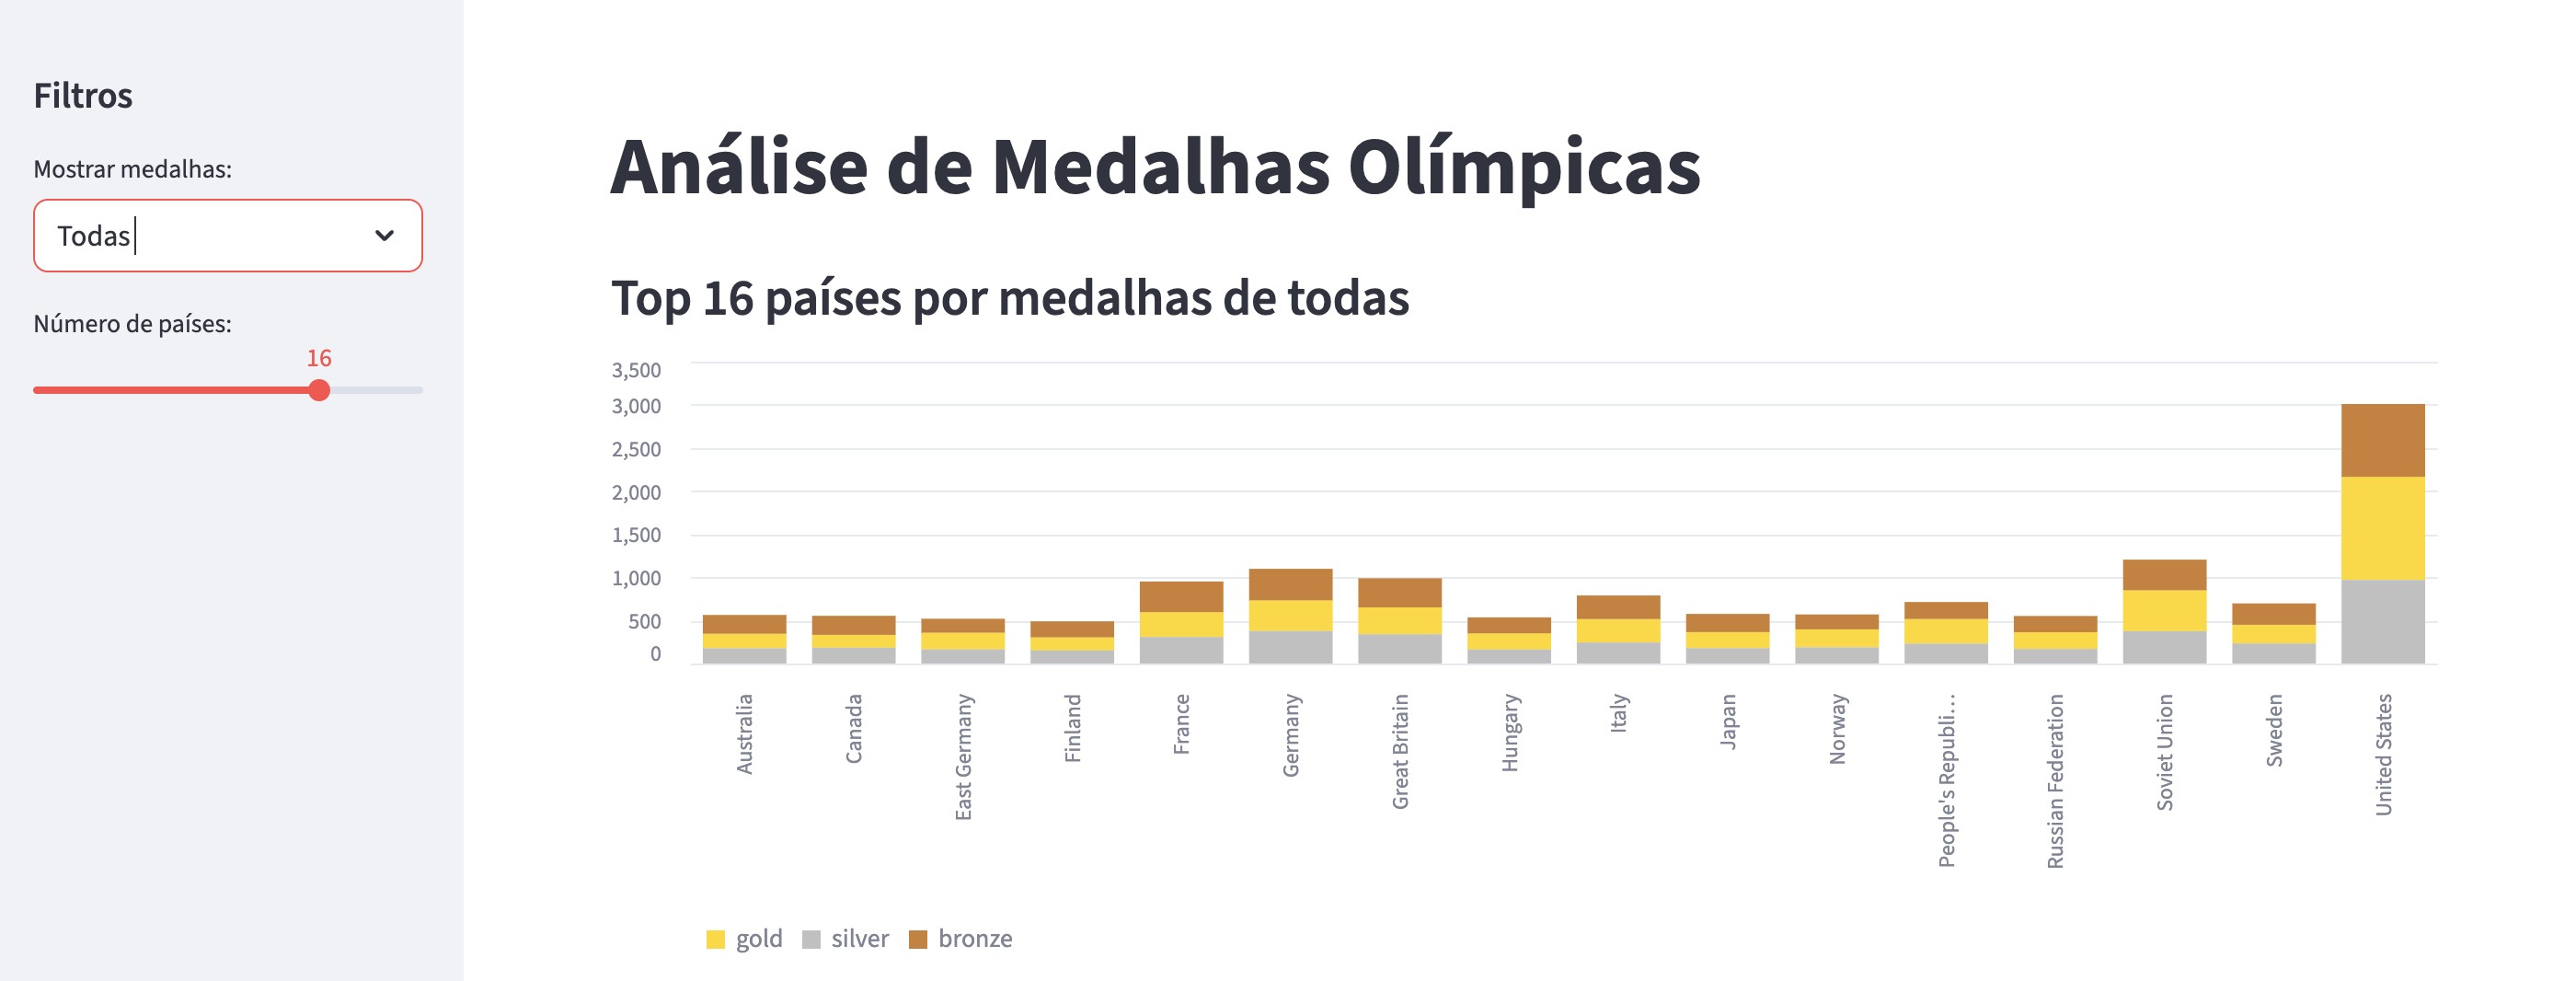 Filtros
Mostrar medalhas:
Todas
Número de países:
16
Análise de Medalhas Olímpicas
Top 16 países por medalhas de todas
3,500
3,000
2,500
2,000
1,500
1,000
500
0
Australia
Canada
East Germany
Finland
France
Germany
Great Britain
Hungary
Italy
Japan
Norway
People's Republi…
Russian Federation
Soviet Union
Sweden
United States
gold silver bronze